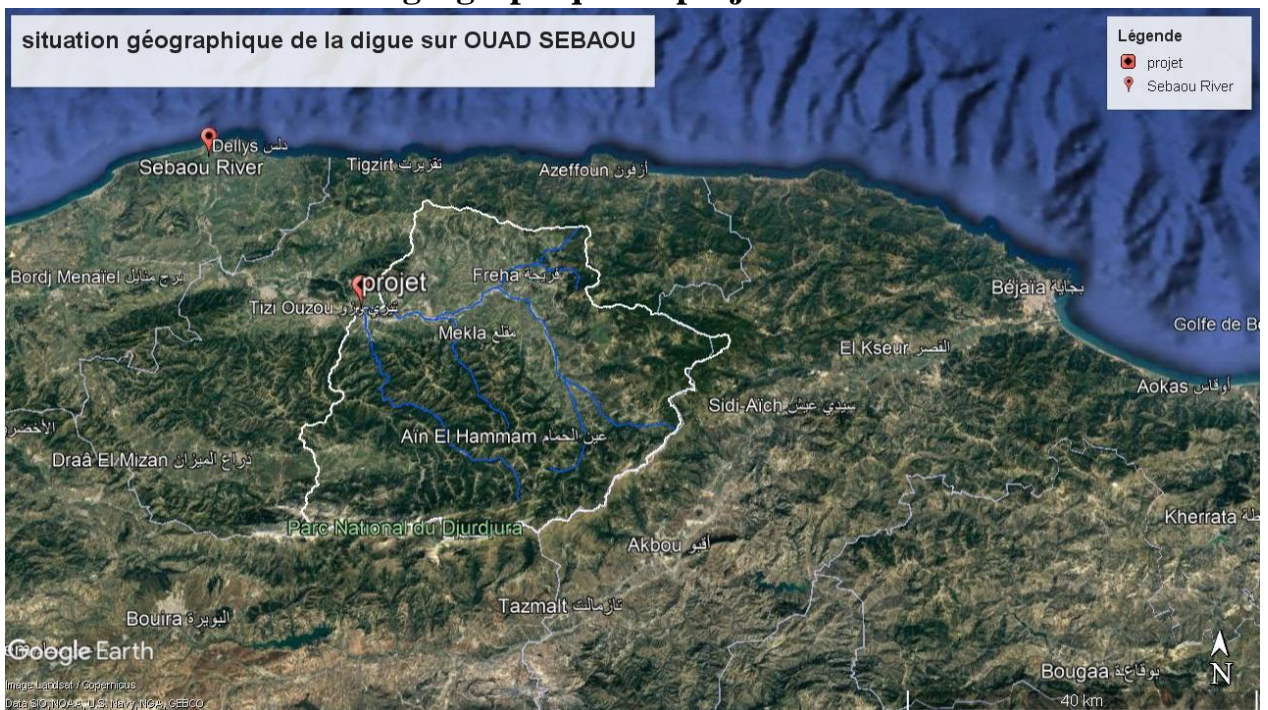 situation géographique de la digue sur OUAD SEBAOU
Légende
projet
Sebaou River
Dellys دلس
Sebaou River
Tigzirt تقزيرت
Azeffoun أزفون
Bordj Menaïel برج منايل
projet
Freha فريحة
Tizi Ouzou تيزي وزو
Béjaïa بجاية
Mekla مقلع
Golfe de B
El Kseur القصر
Aokas أوقاس
Sidi-Aïch سيدي عيش
الأخضر
Aïn El Hammam عين الحمام
Draâ El Mizan ذراع الميزان
Parc National du Djurdjura
Kherrata
Akbou أقبو
Tazmalt تازمالت
Bouira البويرة
Google Earth
Bougaa بوقاعة
N
Image Landsat / Copernicus
40 km
Data SIO, NOAA, U.S. Navy, NGA, GEBCO